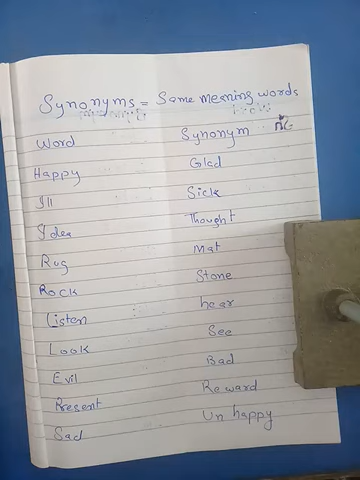 Synonyms = Same meaning words
Word Synonym
Happy Glad
Ill Sick
Idea Thought
Rug Mat
Rock Stone
Listen hear
Look See
Evil Bad
Present Reward
Sad Un happy